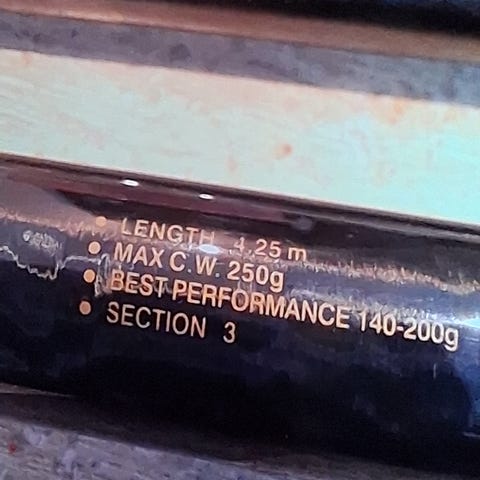 • LENGTH 4.25 m
• MAX C.W. 250g
• BEST PERFORMANCE 140-200g
• SECTION 3